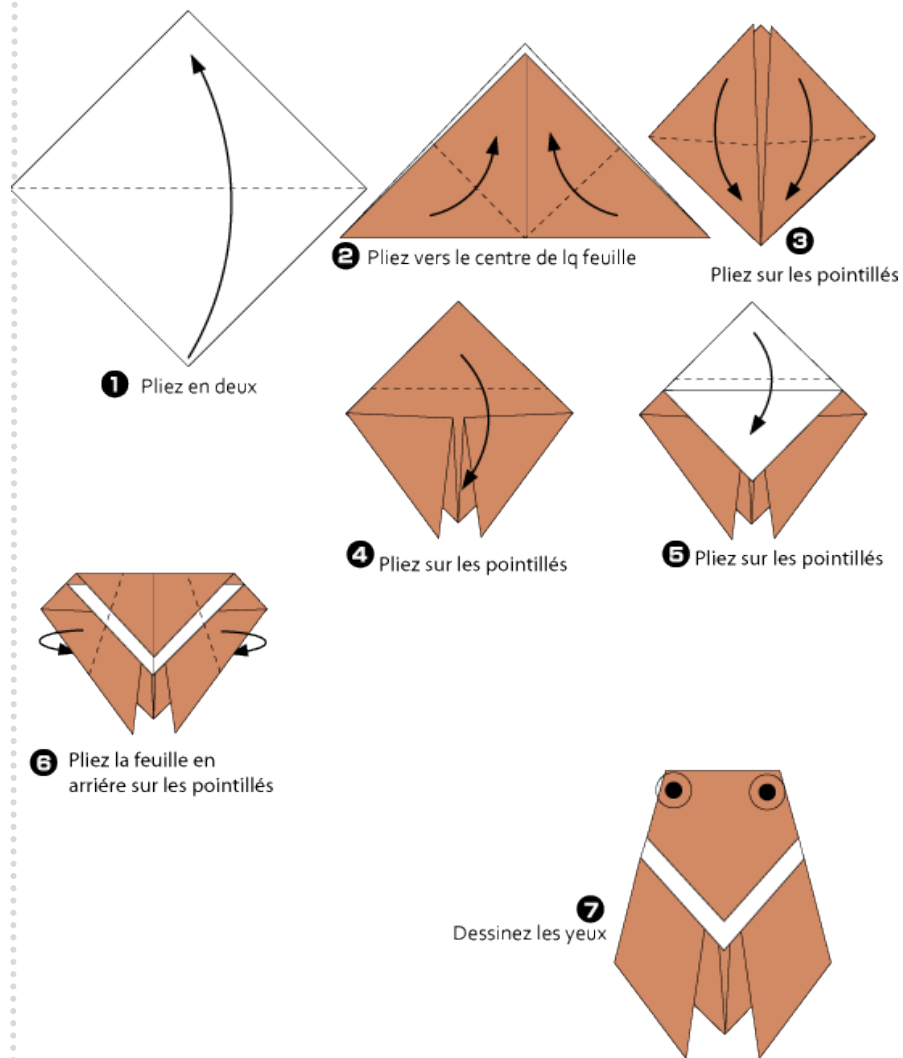 1 Pliez en deux
2 Pliez vers le centre de lq feuille
3
Pliez sur les pointillés
4 Pliez sur les pointillés
5 Pliez sur les pointillés
6 Pliez la feuille en
arriére sur les pointillés
7
Dessinez les yeux